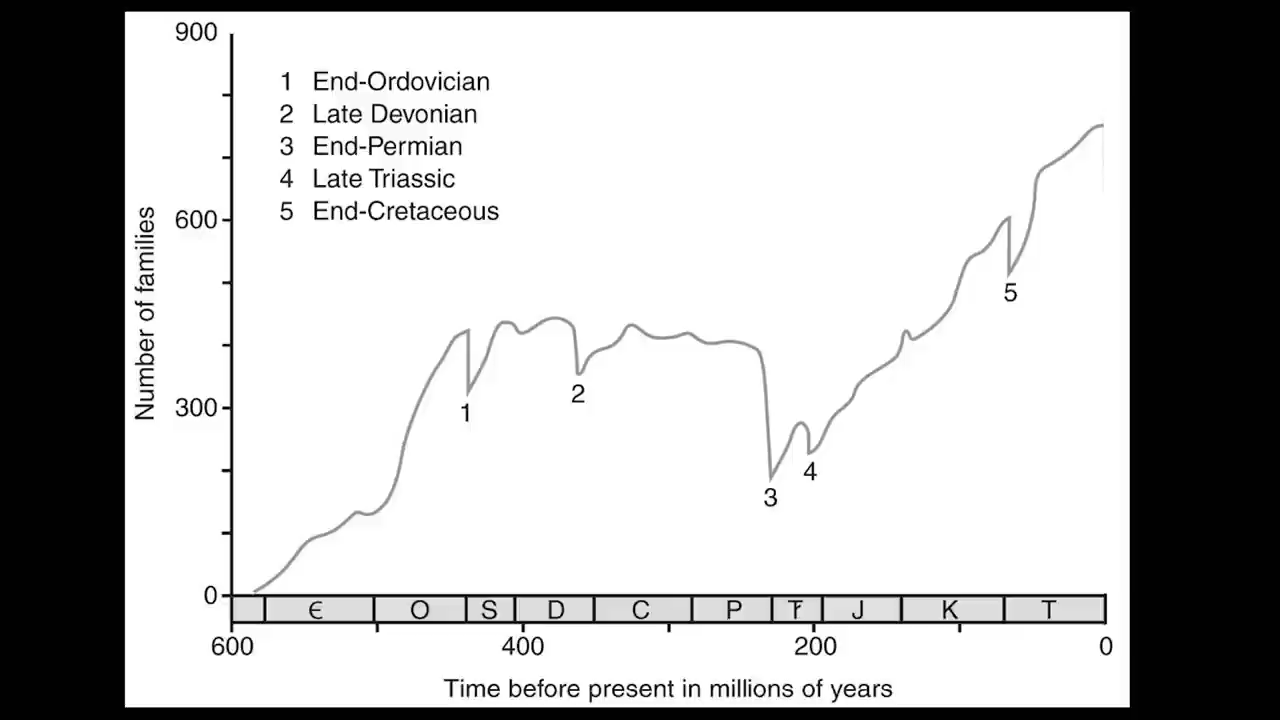 900
1 End-Ordovician
2 Late Devonian
3 End-Permian
4 Late Triassic
5 End-Cretaceous
600
Number of families
5
300
1
2
3
4
0
Є O S D C P Ŧ J K T
600 400 200 0
Time before present in millions of years